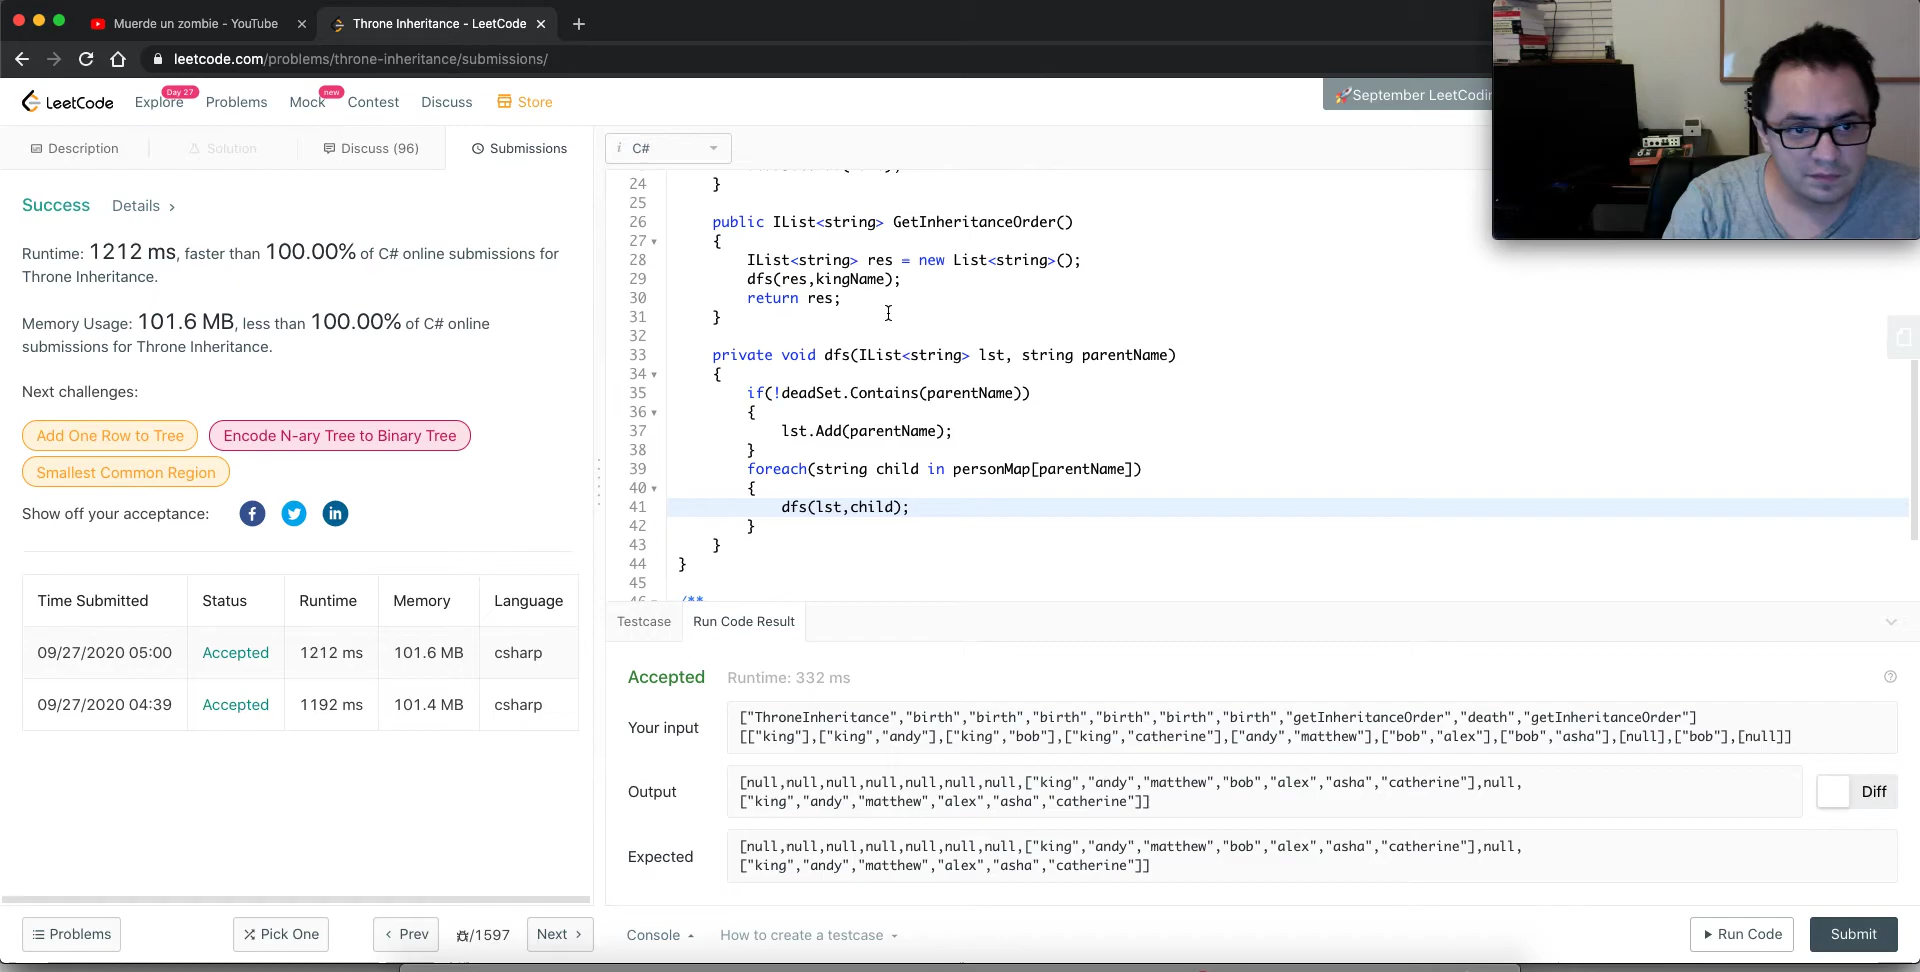 Muerde un zombie - YouTube
Throne Inheritance - LeetCode
leetcode.com/problems/throne-inheritance/submissions/
LeetCode
Explore
Day 27
Problems
Mock
new
Contest
Discuss
Store
🚀September LeetCodin
Description
Solution
Discuss (96)
Submissions
i C#
Success
Details >
Runtime: 1212 ms, faster than 100.00% of C# online submissions for
Throne Inheritance.
Memory Usage: 101.6 MB, less than 100.00% of C# online
submissions for Throne Inheritance.
Next challenges:
Add One Row to Tree
Encode N-ary Tree to Binary Tree
Smallest Common Region
Show off your acceptance:
Time Submitted Status Runtime Memory Language
09/27/2020 05:00 Accepted 1212 ms 101.6 MB csharp
09/27/2020 04:39 Accepted 1192 ms 101.4 MB csharp
24 }
25
26 public IList<string> GetInheritanceOrder()
27 {
28 IList<string> res = new List<string>();
29 dfs(res,kingName);
30 return res;
31 }
32
33 private void dfs(IList<string> lst, string parentName)
34 {
35 if(!deadSet.Contains(parentName))
36 {
37 lst.Add(parentName);
38 }
39 foreach(string child in personMap[parentName])
40 {
41 dfs(lst,child);
42 }
43 }
44 }
45
46 /**
Testcase
Run Code Result
Accepted
Runtime: 332 ms
Your input
["ThroneInheritance","birth","birth","birth","birth","birth","birth","getInheritanceOrder","death","getInheritanceOrder"]
[["king"],["king","andy"],["king","bob"],["king","catherine"],["andy","matthew"],["bob","alex"],["bob","asha"],[null],["bob"],[null]]
Output
[null,null,null,null,null,null,null,["king","andy","matthew","bob","alex","asha","catherine"],null,
["king","andy","matthew","alex","asha","catherine"]]
Diff
Expected
[null,null,null,null,null,null,null,["king","andy","matthew","bob","alex","asha","catherine"],null,
["king","andy","matthew","alex","asha","catherine"]]
Problems
Pick One
< Prev
/1597
Next >
Console
How to create a testcase
Run Code
Submit